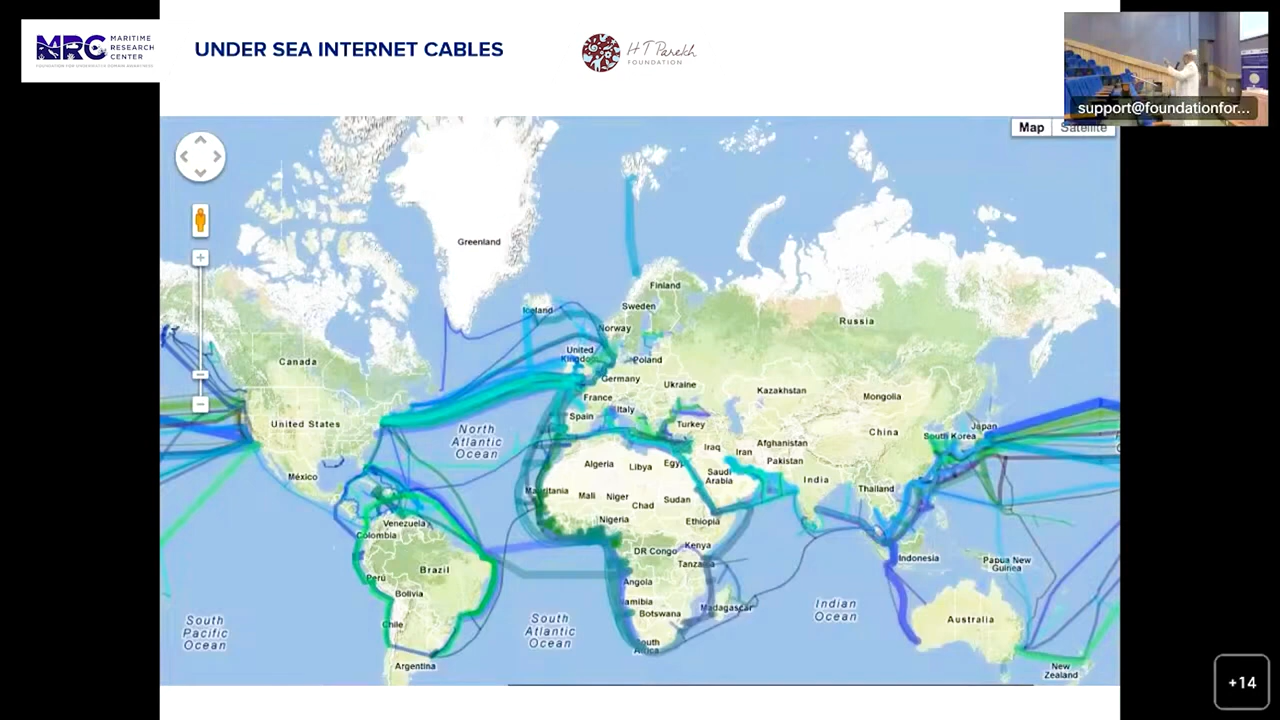 MRC
MARITIME
RESEARCH
CENTER
UNDER SEA INTERNET CABLES
H T Parekh
FOUNDATION
support@foundationfor...
Map
Satellite
Greenland
Iceland
Finland
Sweden
Norway
Russia
United
Kingdom
Poland
Canada
Germany
Ukraine
Kazakhstan
Mongolia
France
Italy
Spain
Turkey
United States
North
Atlantic
Ocean
China
Japan
South Korea
Iraq
Iran
Afghanistan
Pakistan
Algeria
Libya
Egypt
Saudi
Arabia
India
Thailand
México
Mauritania
Mali
Niger
Chad
Sudan
Nigeria
Ethiopia
Venezuela
Colombia
DR Congo
Kenya
Tanzania
Indonesia
Papua New
Guinea
Brazil
Perú
Bolivia
Angola
Namibia
Botswana
Madagascar
Indian
Ocean
Australia
South
Pacific
Ocean
Chile
South
Atlantic
Ocean
South
Africa
Argentina
New
Zealand
+14